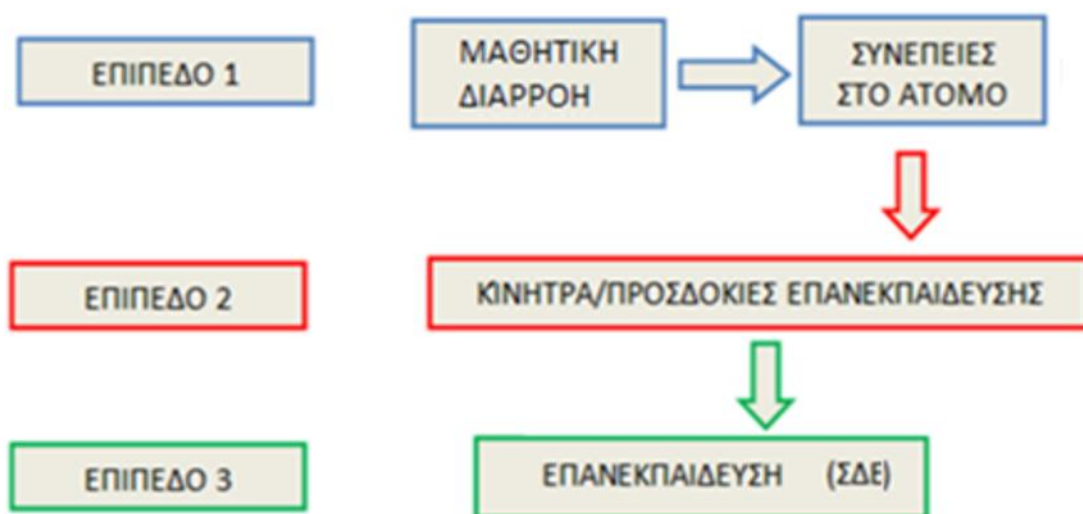 ΕΠΙΠΕΔΟ 1
ΜΑΘΗΤΙΚΗ
ΔΙΑΡΡΟΗ
ΣΥΝΕΠΕΙΕΣ
ΣΤΟ ΑΤΟΜΟ
ΕΠΙΠΕΔΟ 2
ΚΙΝΗΤΡΑ/ΠΡΟΣΔΟΚΙΕΣ ΕΠΑΝΕΚΠΑΙΔΕΥΣΗΣ
ΕΠΙΠΕΔΟ 3
ΕΠΑΝΕΚΠΑΙΔΕΥΣΗ (ΣΔΕ)